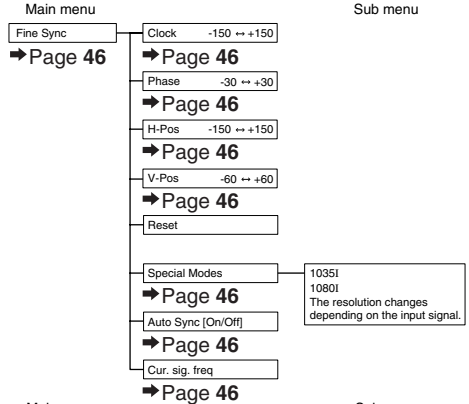 Main menu
Sub menu
Fine Sync
➡Page 46
Clock -150 ↔ +150
➡Page 46
Phase -30 ↔ +30
➡Page 46
H-Pos -150 ↔ +150
➡Page 46
V-Pos -60 ↔ +60
➡Page 46
Reset
Special Modes
➡Page 46
1035I
1080I
The resolution changes
depending on the input signal.
Auto Sync [On/Off]
➡Page 46
Cur. sig. freq
➡Page 46